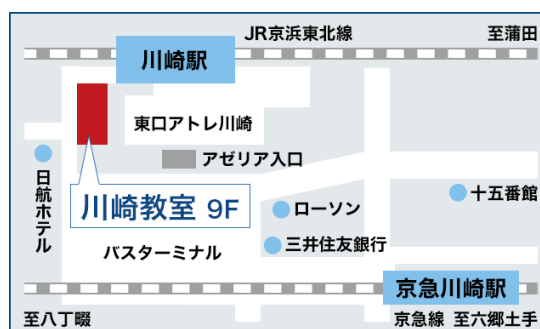 JR京浜東北線
至蒲田
川崎駅
東口アトレ川崎
アゼリア入口
日航ホテル
川崎教室 9F
十五番館
ローソン
三井住友銀行
バスターミナル
京急川崎駅
至八丁畷
京急線 至六郷土手